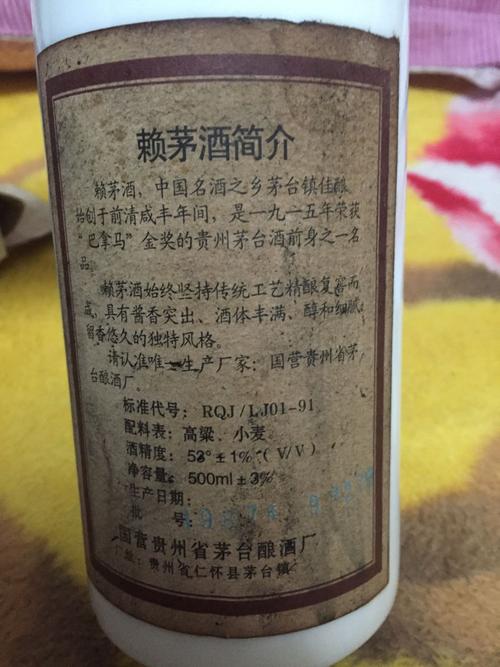 赖茅酒简介
赖茅酒，中国名酒之乡茅台镇佳酿
始创于前清咸丰年间，是一九一五年荣获
“巴拿马”金奖的贵州茅台酒前身之一名
品。
赖茅酒始终坚持传统工艺精酿复窖而
成，具有酱香突出、酒体丰满、醇和细腻、
留香悠久的独特风格。
请认准唯一生产厂家：国营贵州省茅
台酿酒厂。
标准代号：RQJ/LJ01-91
配料表：高粱、小麦
酒精度：53°±1%（V/V）
净容量：500ml±3%
生产日期：
批 号：
国营贵州省茅台酿酒厂
厂址：贵州省仁怀县茅台镇